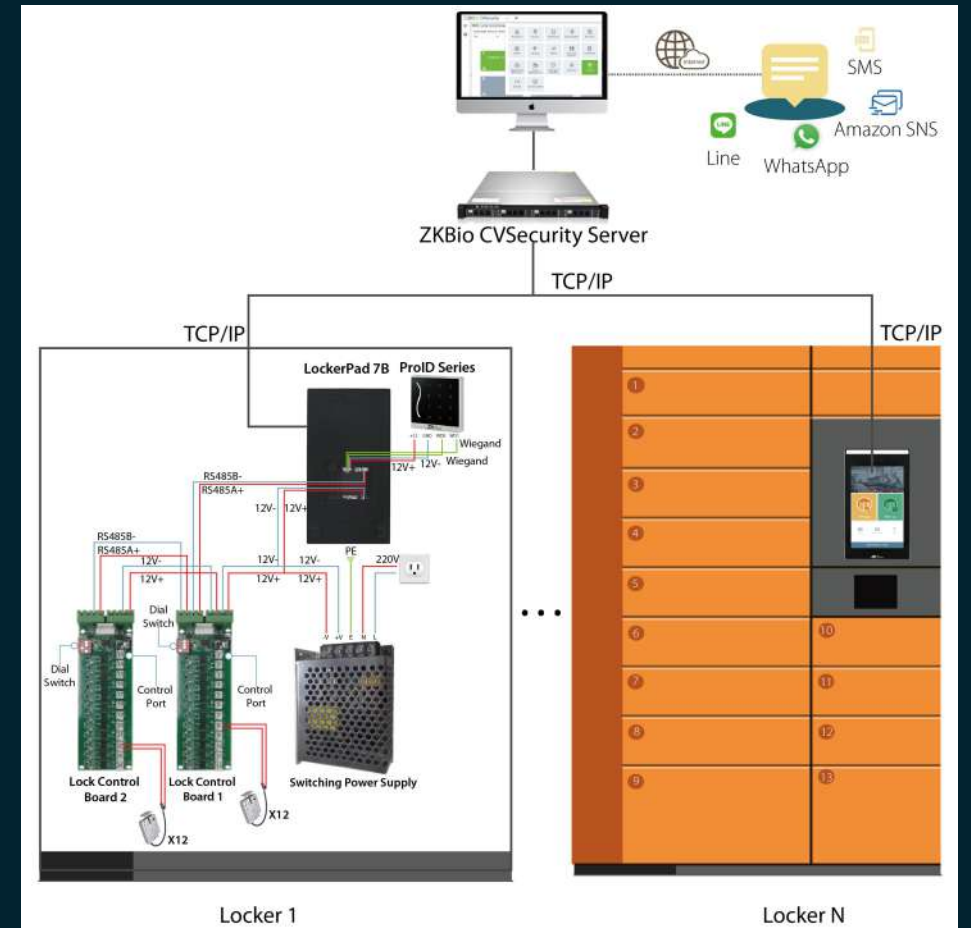 SMS
Internet
Amazon SNS
LINE
Line
WhatsApp
ZKBio CVSecurity Server
TCP/IP
TCP/IP
TCP/IP
LockerPad 7B
ProID Series
Wiegand
12V+
12V-
Wiegand
RS485B-
RS485A+
12V-
12V+
RS485B-
RS485A+
12V-
12V+
12V-
12V-
12V+
12V+
PE
220V
-V +V E N L
Dial
Switch
Dial
Switch
Control
Port
Control
Port
Lock Control
Board 2
Lock Control
Board 1
Switching Power Supply
X12
X12
1
2
3
4
5
6
7
8
9
10
11
12
13
Locker 1
Locker N